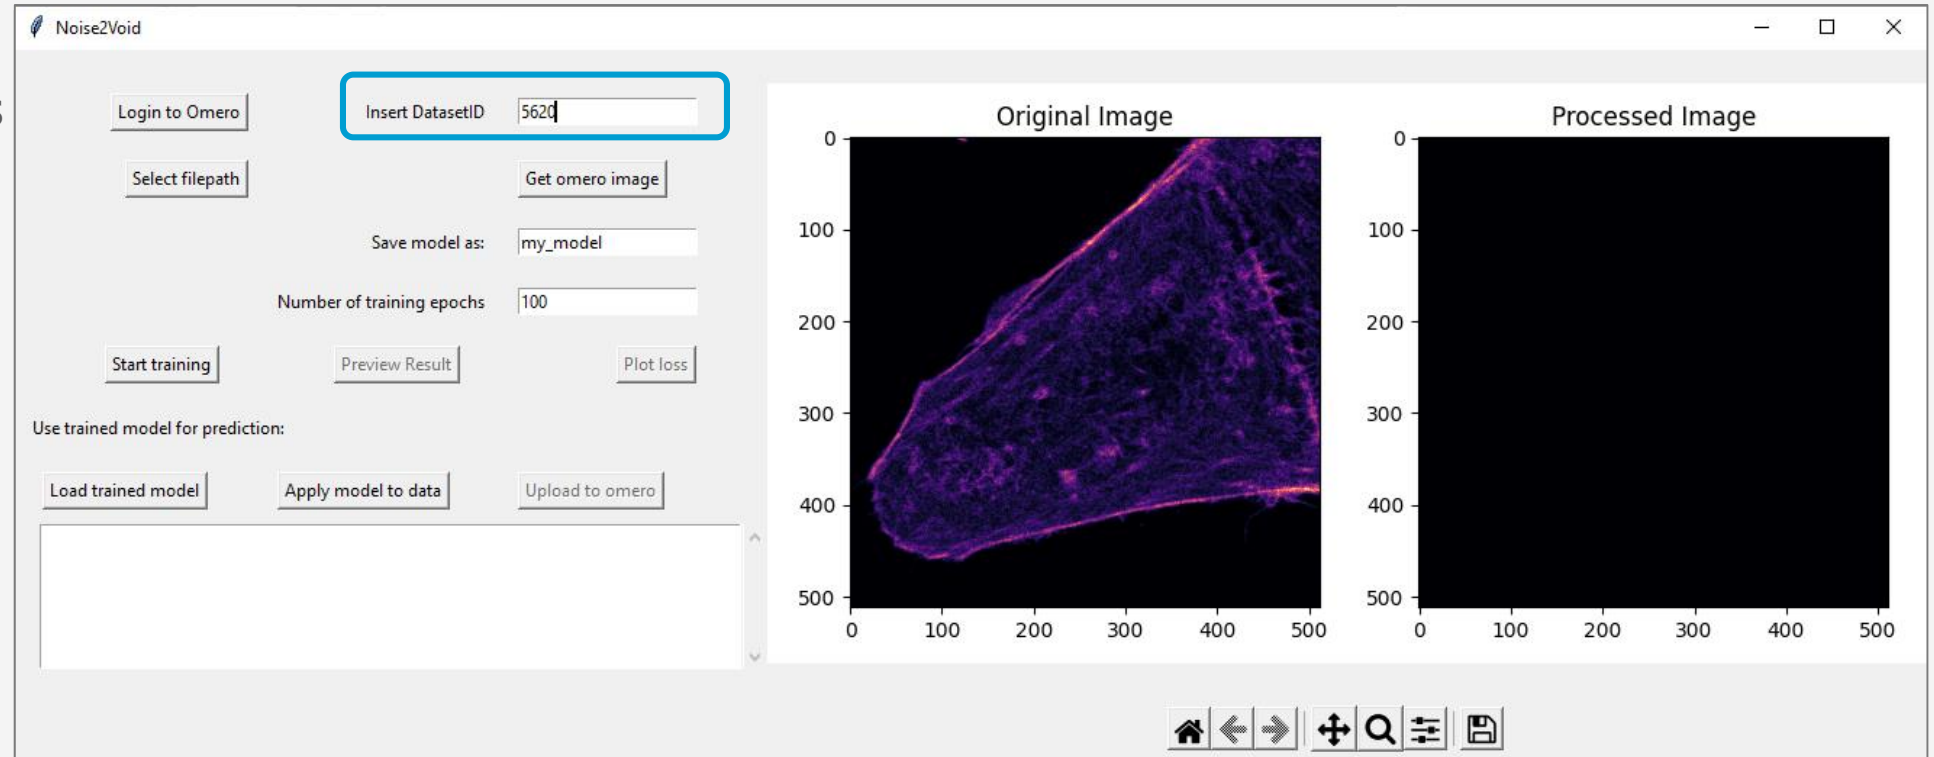 Noise2Void
s
Login to Omero Insert DatasetID 5620
Select filepath Get omero image
Save model as: my_model
Number of training epochs 100
Start training Preview Result Plot loss
Use trained model for prediction:
Load trained model Apply model to data Upload to omero
Original Image
0
100
200
300
400
500
0 100 200 300 400 500
Processed Image
0
100
200
300
400
500
0 100 200 300 400 500